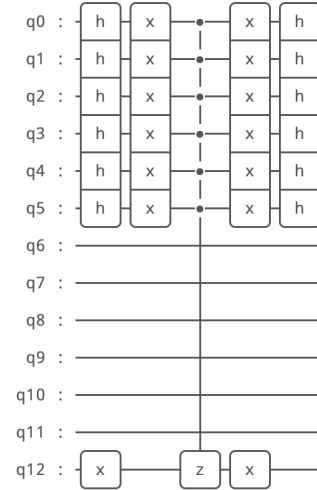 q0 : h x x h
q1 : h x x h
q2 : h x x h
q3 : h x x h
q4 : h x x h
q5 : h x x h
q6 :
q7 :
q8 :
q9 :
q10 :
q11 :
q12 : x z x